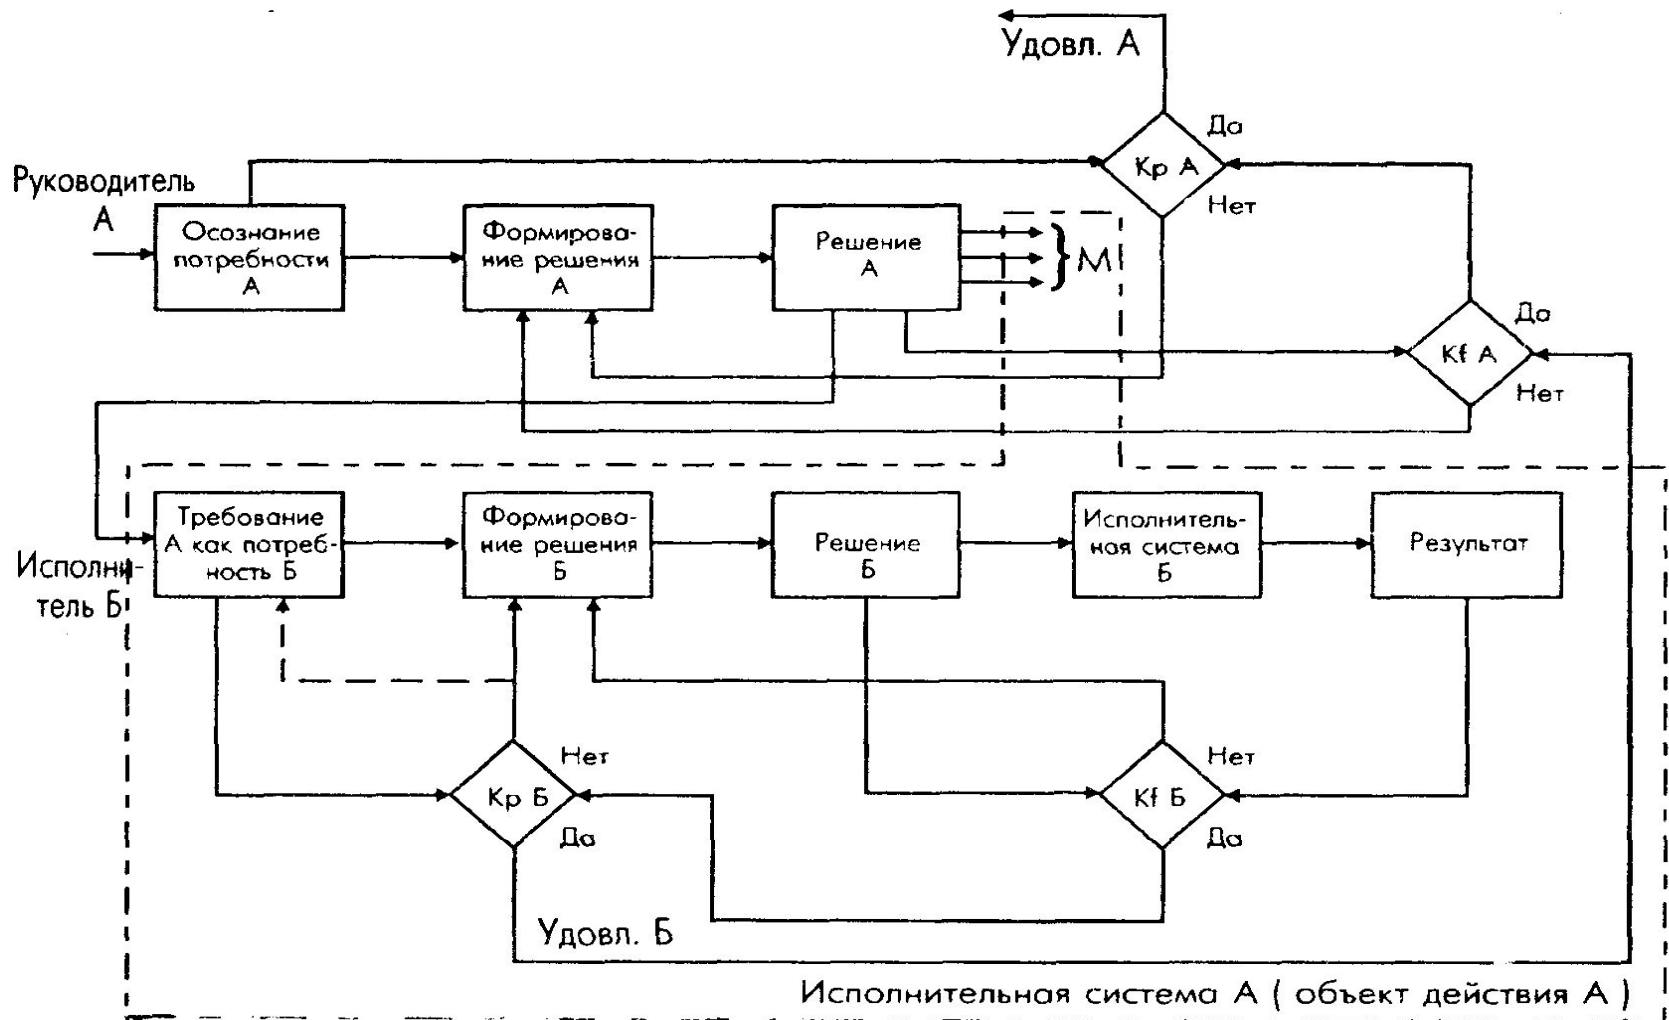 Удовл. А
Да
Кр А
Нет
Руководитель
А
Осознание
потребности
А
Формирова-
ние решения
А
Решение
А
М
Да
Kf А
Нет
Исполни-
тель Б
Требование
А как потреб-
ность Б
Формирова-
ние решения
Б
Решение
Б
Исполнитель-
ная система
Б
Результат
Нет
Кр Б
Да
Нет
Kf Б
Да
Удовл. Б
Исполнительная система А ( объект действия А )